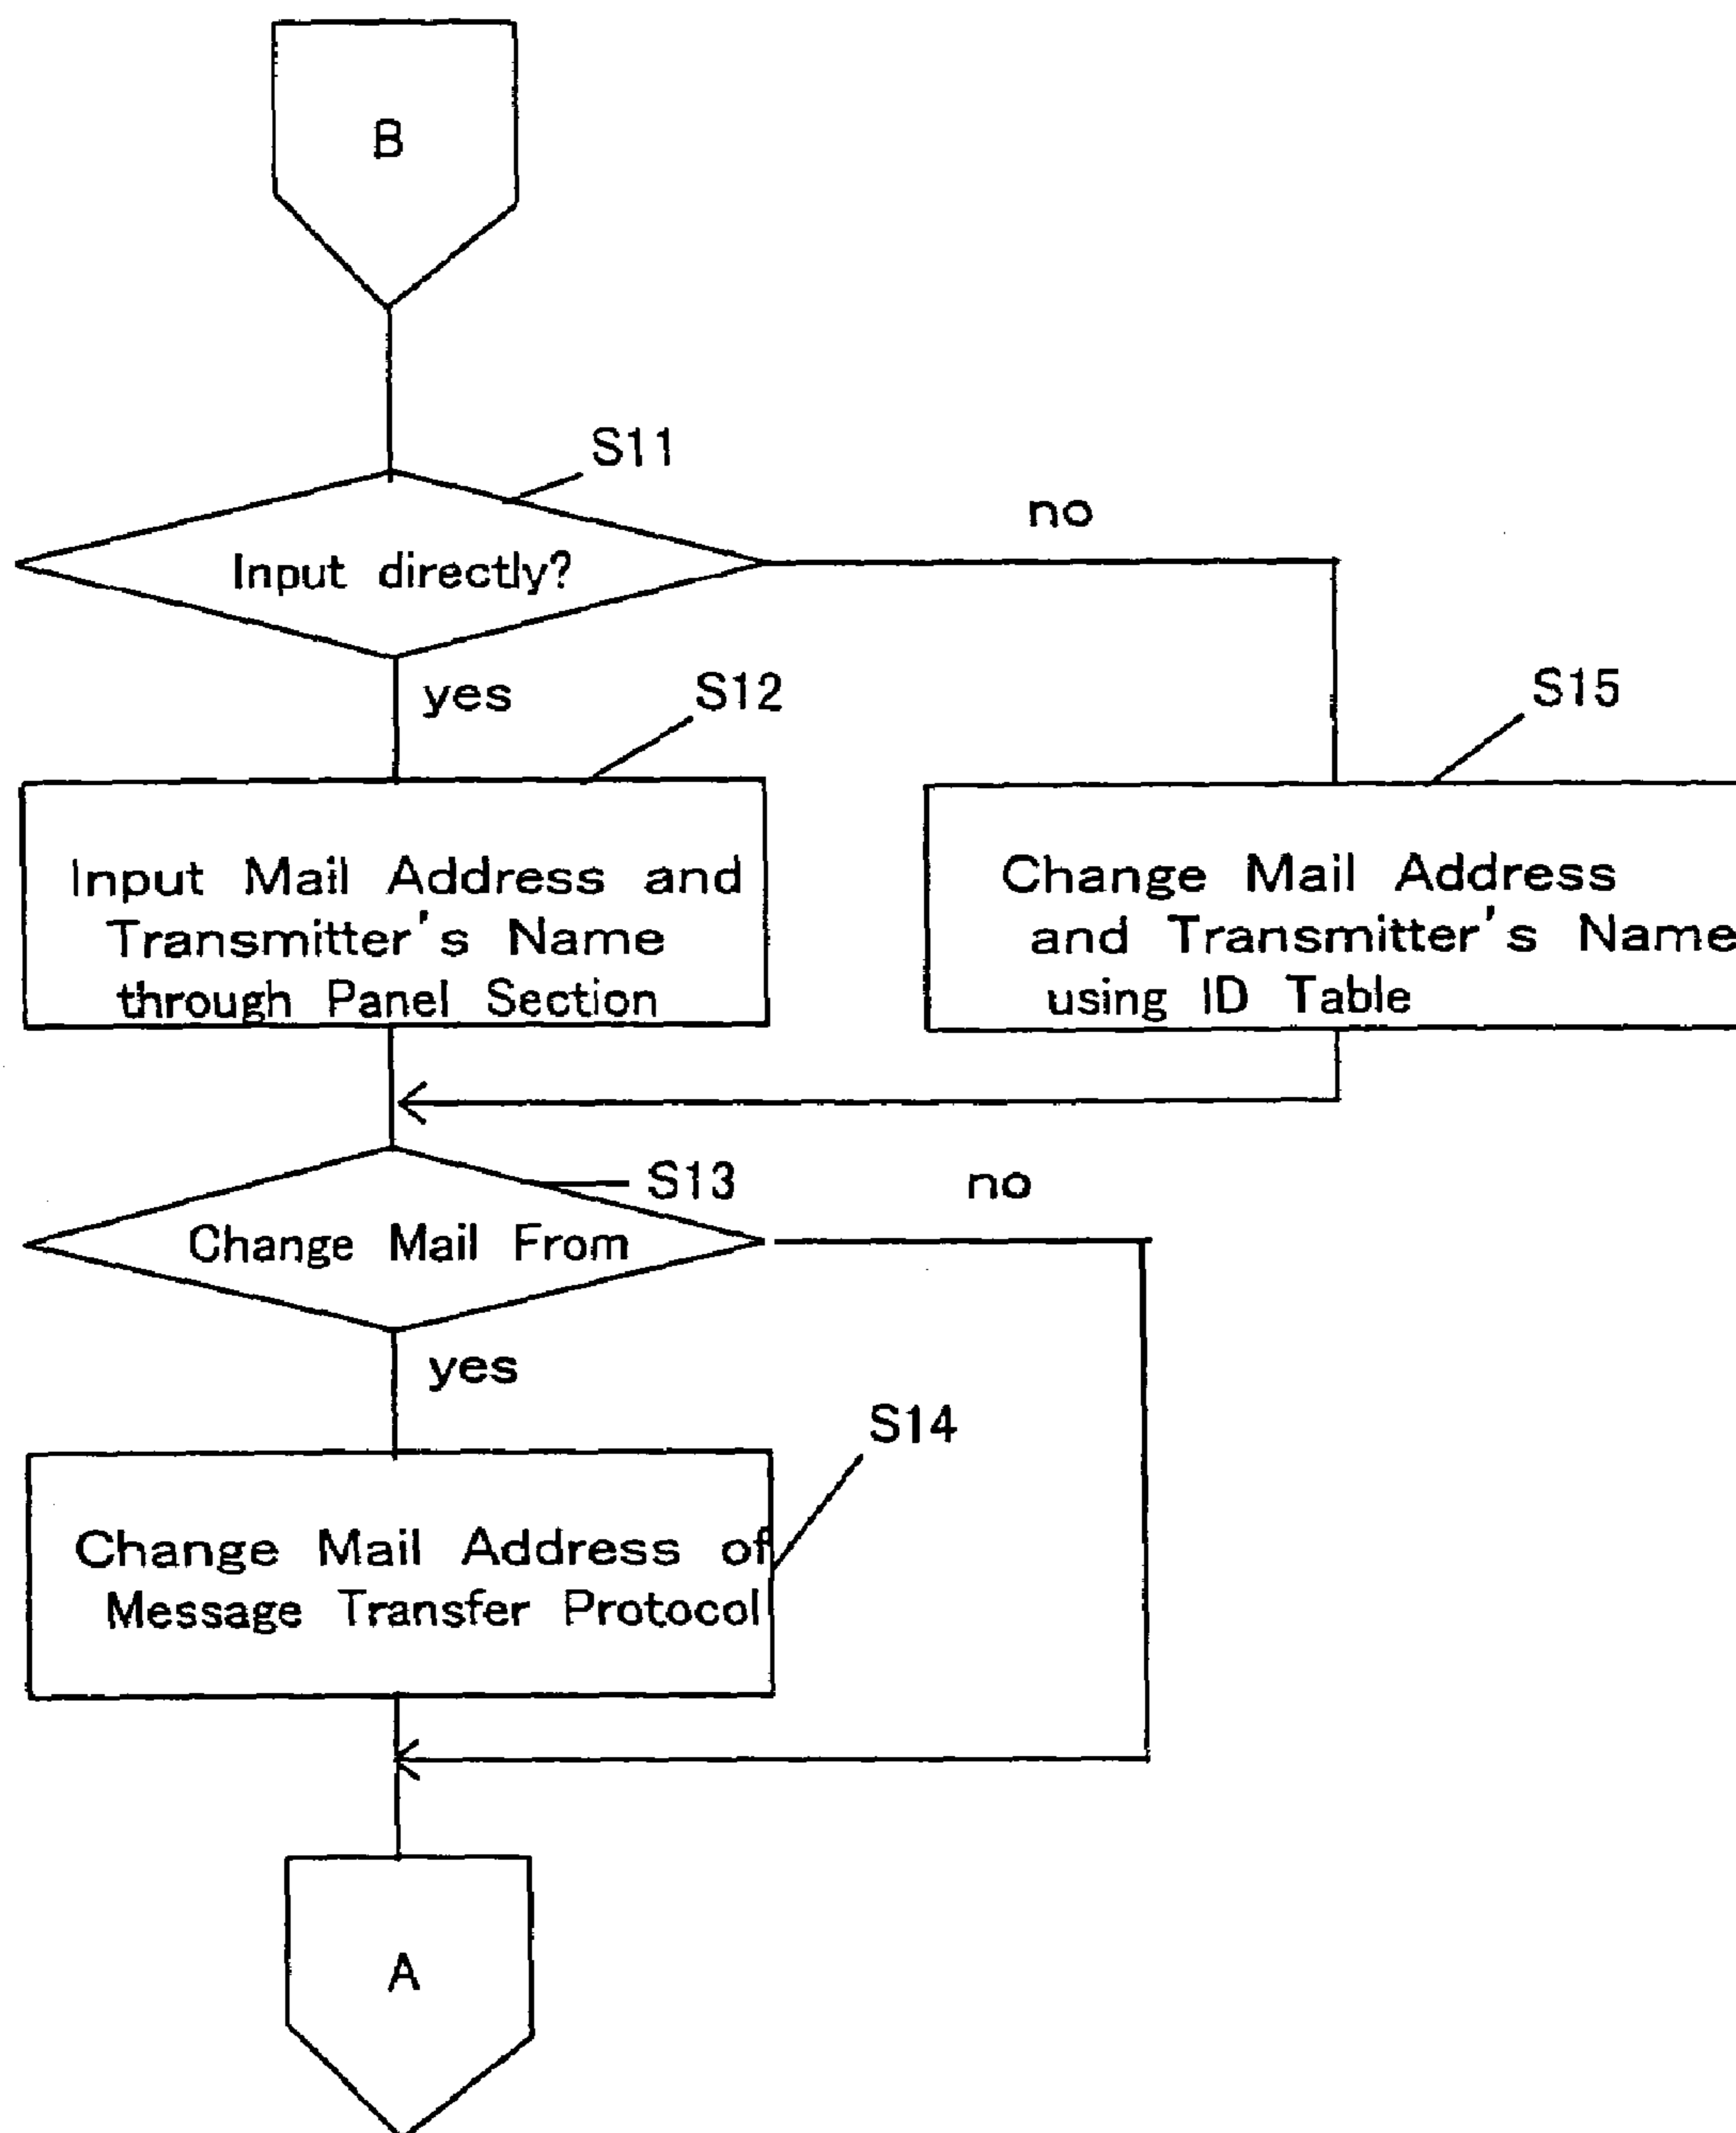 B
S11
Input directly?
no
yes
S12
S15
Input Mail Address and
Transmitter's Name
through Panel Section
Change Mail Address
and Transmitter's Name
using ID Table
S13
no
Change Mail From
yes
S14
Change Mail Address of
Message Transfer Protocol
A